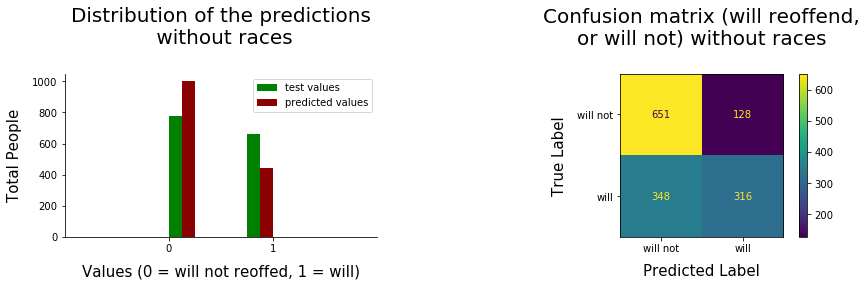 Distribution of the predictions
without races
1000
800
600
400
200
0
Total People
test values
predicted values
0
1
Values (0 = will not reoffed, 1 = will)
Confusion matrix (will reoffend,
or will not) without races
True Label
will not
will
651
128
348
316
will not
will
Predicted Label
600
500
400
300
200